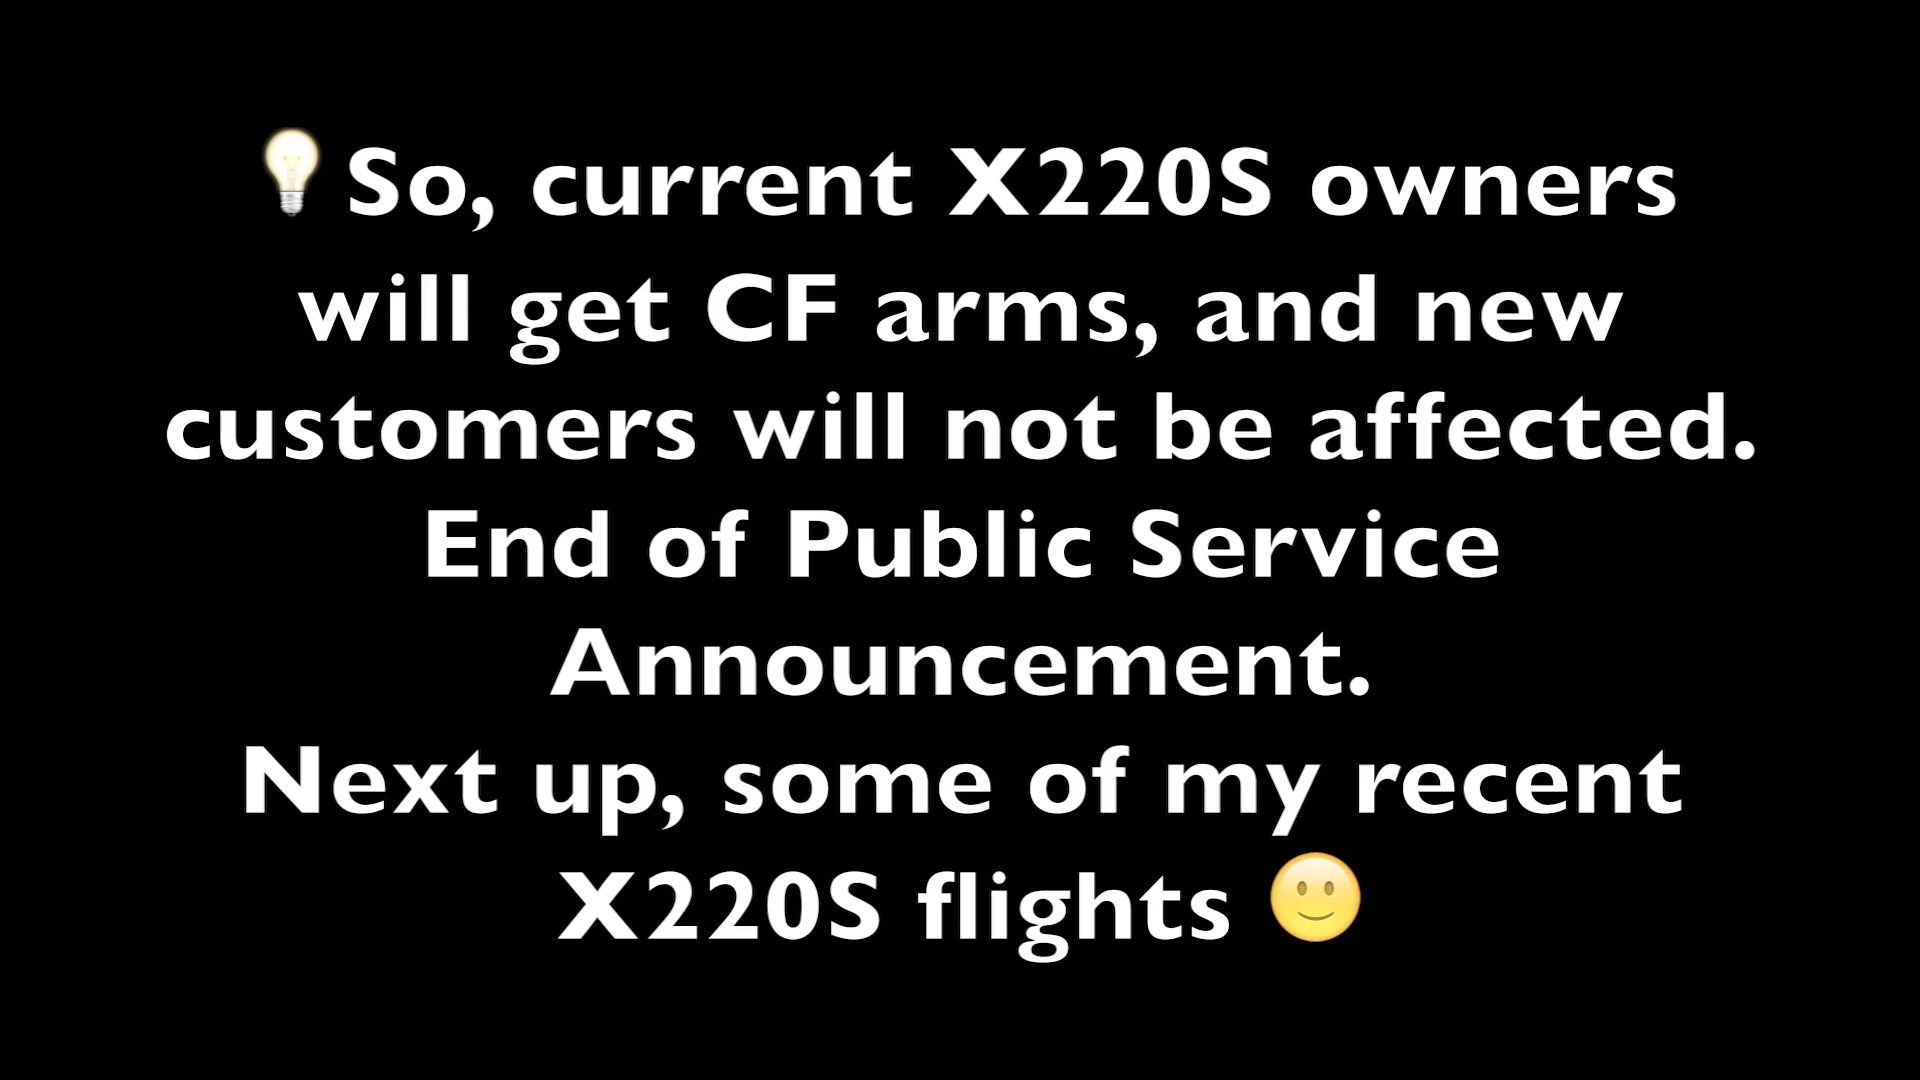 💡So, current X220S owners
will get CF arms, and new
customers will not be affected.
End of Public Service
Announcement.
Next up, some of my recent
X220S flights 🙂